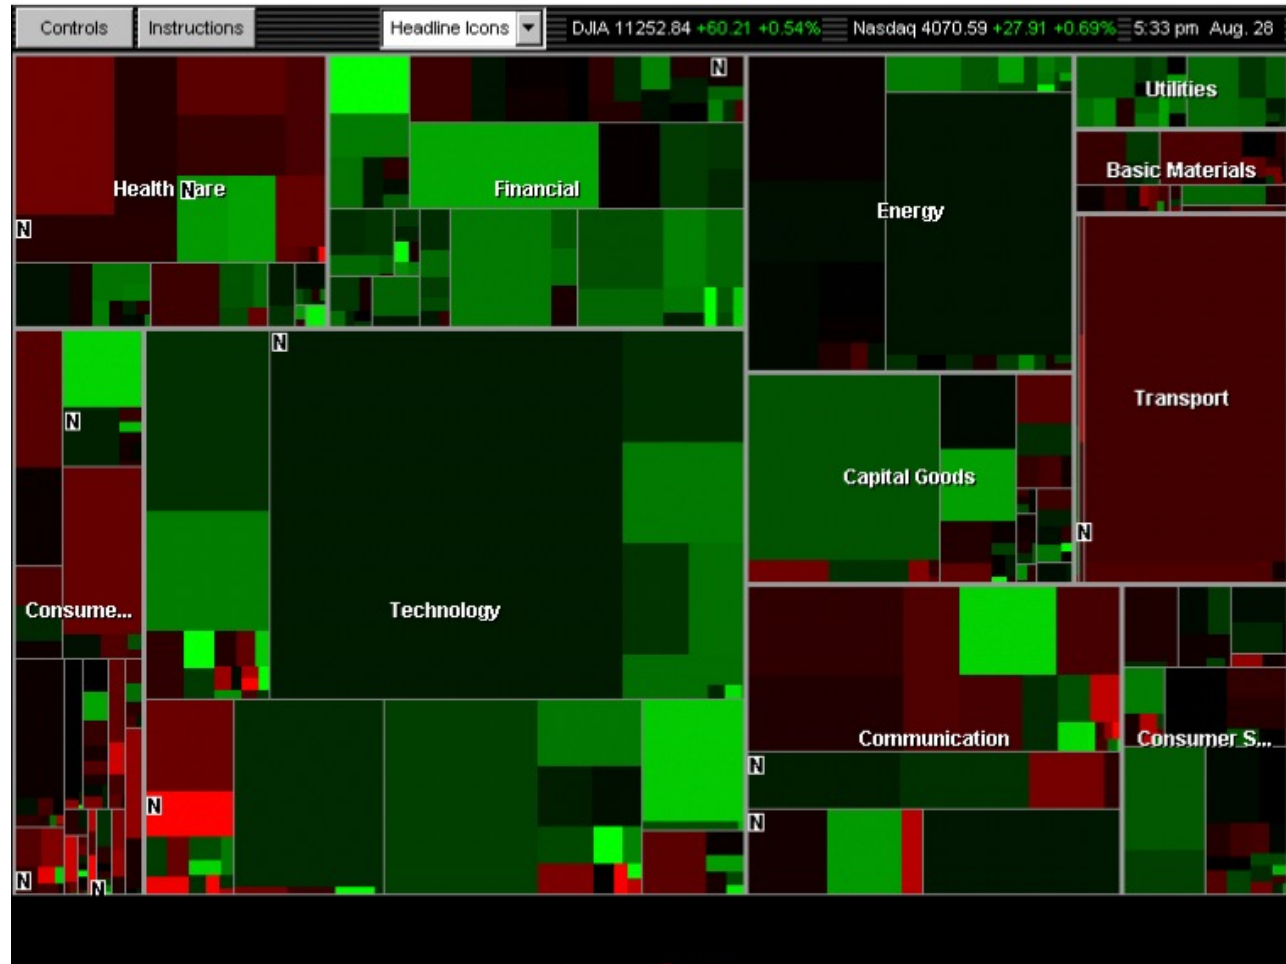 Controls
Instructions
Headline Icons
DJIA 11252.84 +60.21 +0.54%
Nasdaq 4070.59 +27.91 +0.69%
5:33 pm Aug. 28
N
Utilities
Basic Materials
Health Nare
Financial
N
Energy
N
Transport
N
Capital Goods
N
Consume...
Technology
Communication
Consumer S...
N
N
N
N
N